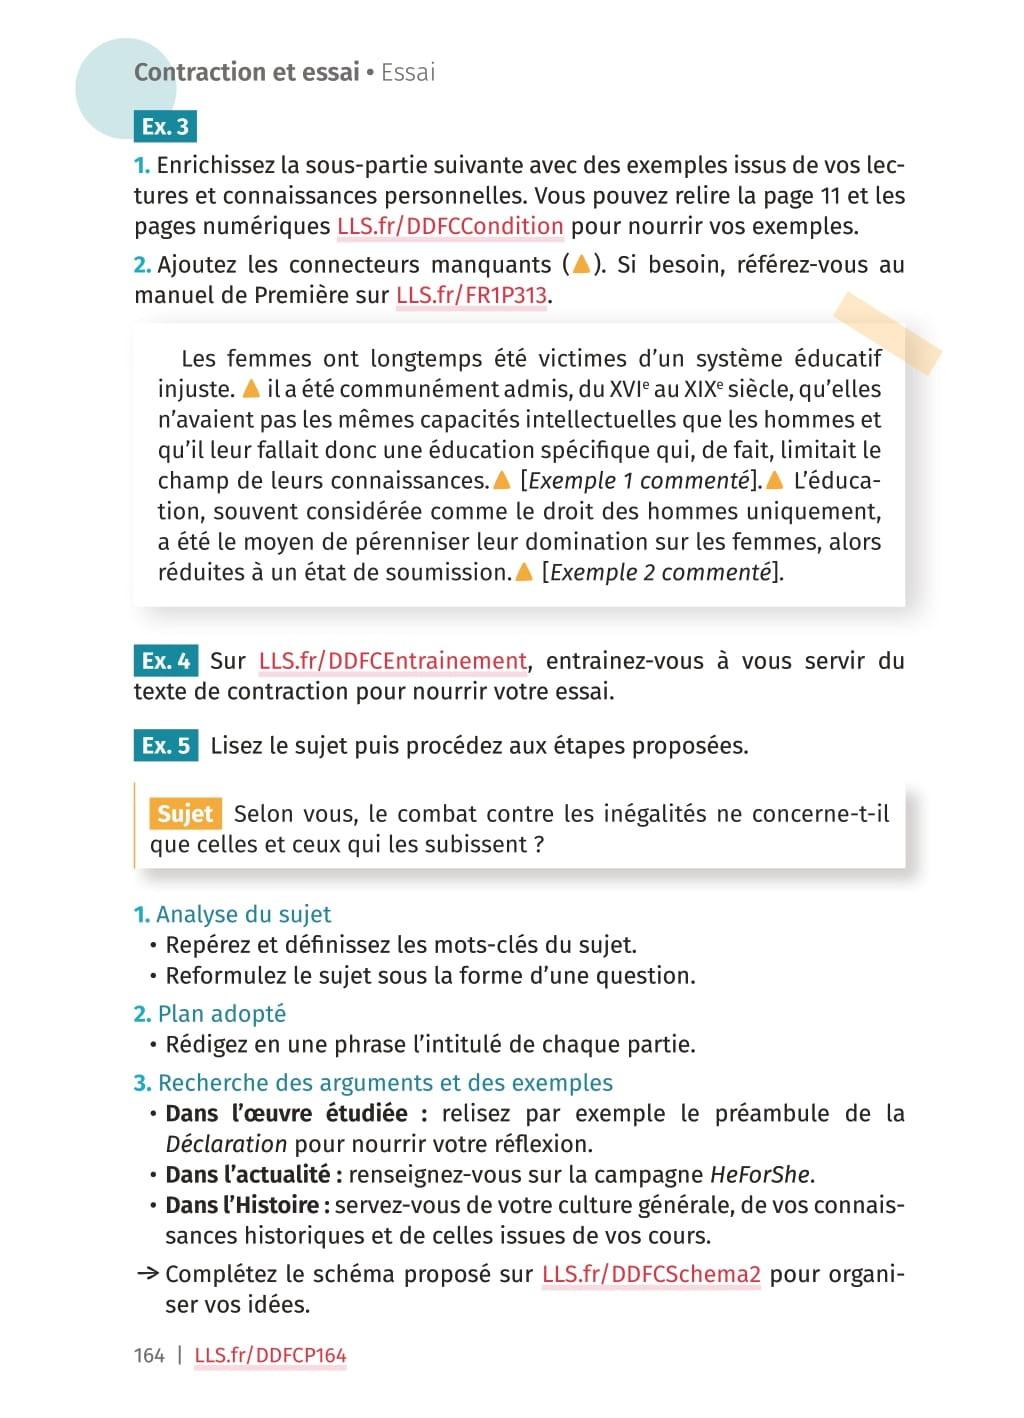 Contraction et essai • Essai
Ex. 3
1. Enrichissez la sous-partie suivante avec des exemples issus de vos lec-
tures et connaissances personnelles. Vous pouvez relire la page 11 et les
pages numériques LLS.fr/DDFCCondition pour nourrir vos exemples.
2. Ajoutez les connecteurs manquants (▲). Si besoin, référez-vous au
manuel de Première sur LLS.fr/FR1P313.
Les femmes ont longtemps été victimes d’un système éducatif
injuste. ▲ il a été communément admis, du XVIe au XIXe siècle, qu’elles
n’avaient pas les mêmes capacités intellectuelles que les hommes et
qu’il leur fallait donc une éducation spécifique qui, de fait, limitait le
champ de leurs connaissances. ▲ [Exemple 1 commenté]. ▲ L’éduca-
tion, souvent considérée comme le droit des hommes uniquement,
a été le moyen de pérenniser leur domination sur les femmes, alors
réduites à un état de soumission. ▲ [Exemple 2 commenté].
Ex. 4 Sur LLS.fr/DDFCEntrainement, entrainez-vous à vous servir du
texte de contraction pour nourrir votre essai.
Ex. 5 Lisez le sujet puis procédez aux étapes proposées.
Sujet Selon vous, le combat contre les inégalités ne concerne-t-il
que celles et ceux qui les subissent ?
1. Analyse du sujet
• Repérez et définissez les mots-clés du sujet.
• Reformulez le sujet sous la forme d’une question.
2. Plan adopté
• Rédigez en une phrase l’intitulé de chaque partie.
3. Recherche des arguments et des exemples
• Dans l’œuvre étudiée : relisez par exemple le préambule de la
Déclaration pour nourrir votre réflexion.
• Dans l’actualité : renseignez-vous sur la campagne HeForShe.
• Dans l’Histoire : servez-vous de votre culture générale, de vos connais-
sances historiques et de celles issues de vos cours.
→ Complétez le schéma proposé sur LLS.fr/DDFCSchema2 pour organi-
ser vos idées.
164 | LLS.fr/DDFCP164